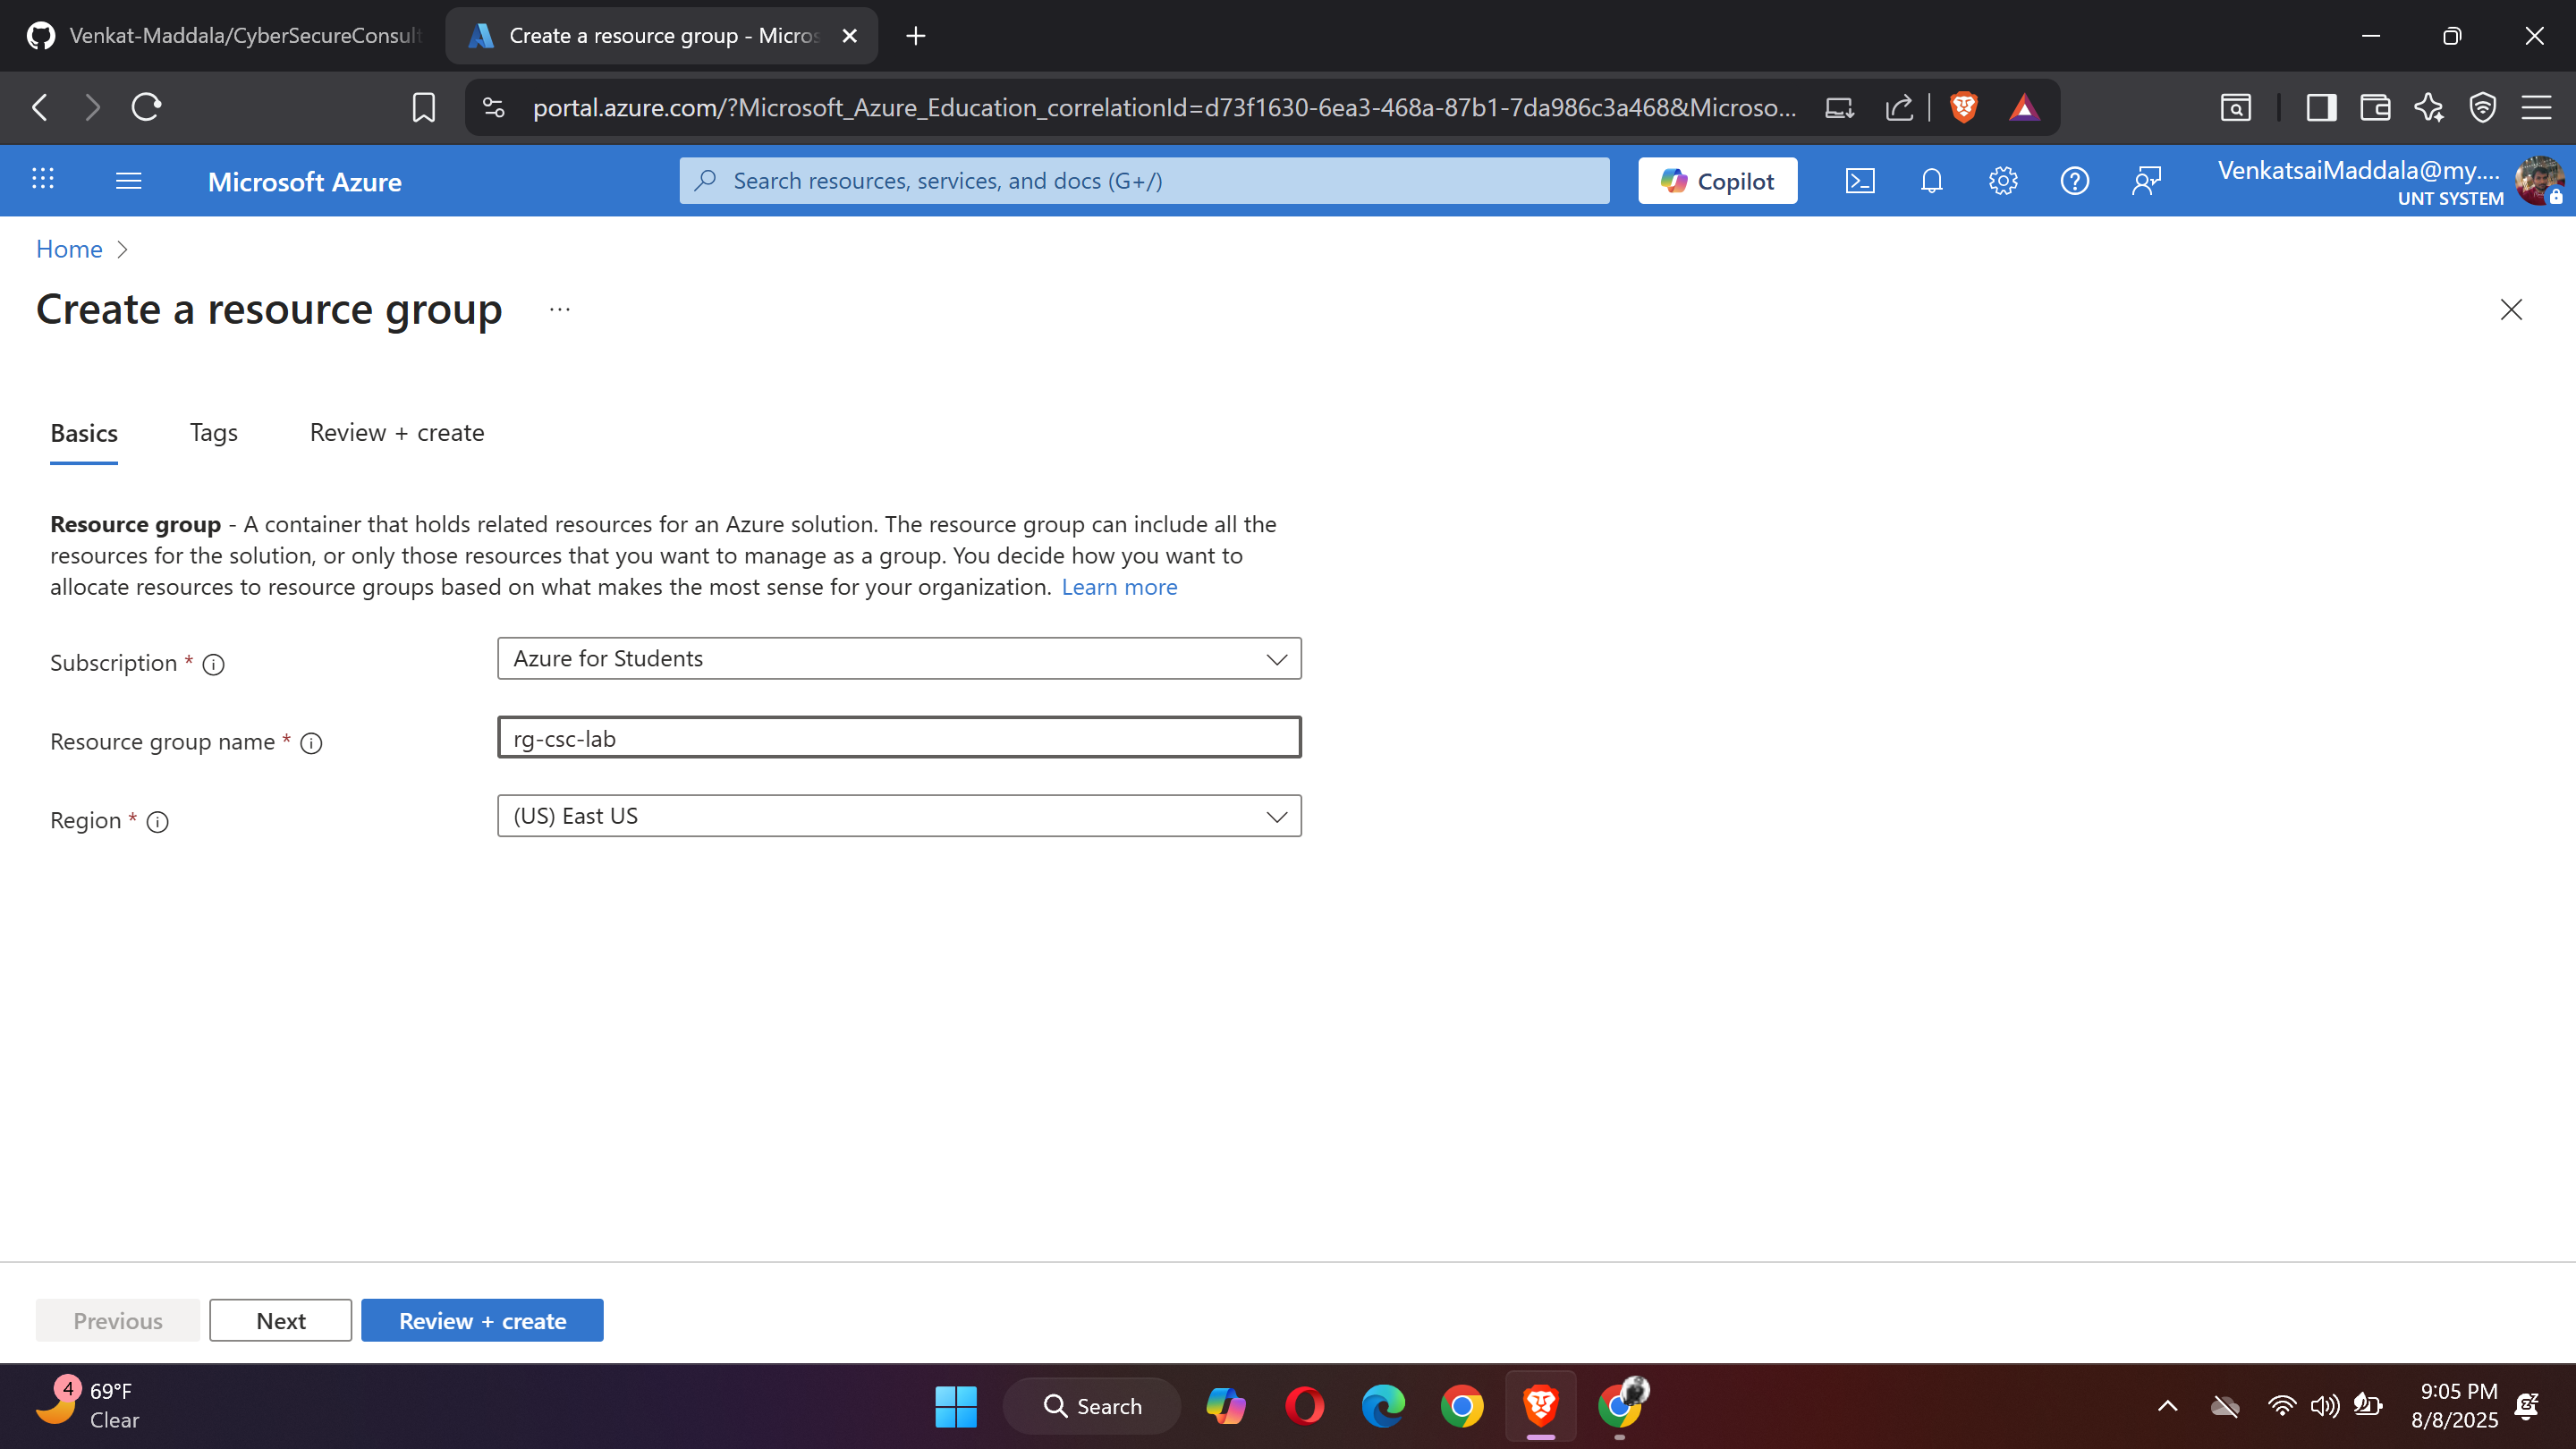 Venkat-Maddala/CyberSecureConsult
Create a resource group - Micros
portal.azure.com/?Microsoft_Azure_Education_correlationId=d73f1630-6ea3-468a-87b1-7da986c3a468&Microso...
Microsoft Azure
Search resources, services, and docs (G+/)
Copilot
VenkatsaiMaddala@my....
UNT SYSTEM
Home
Create a resource group
...
Basics
Tags
Review + create
Resource group - A container that holds related resources for an Azure solution. The resource group can include all the
resources for the solution, or only those resources that you want to manage as a group. You decide how you want to
allocate resources to resource groups based on what makes the most sense for your organization. Learn more
Subscription *
Azure for Students
Resource group name *
rg-csc-lab
Region *
(US) East US
Previous
Next
Review + create
4
69°F
Clear
Search
9:05 PM
8/8/2025